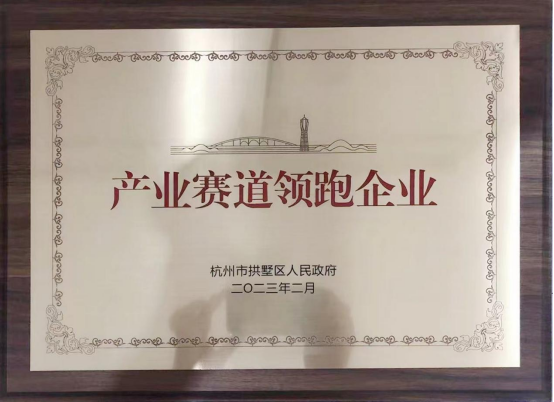 产业赛道领跑企业
杭州市拱墅区人民政府
二〇二三年二月